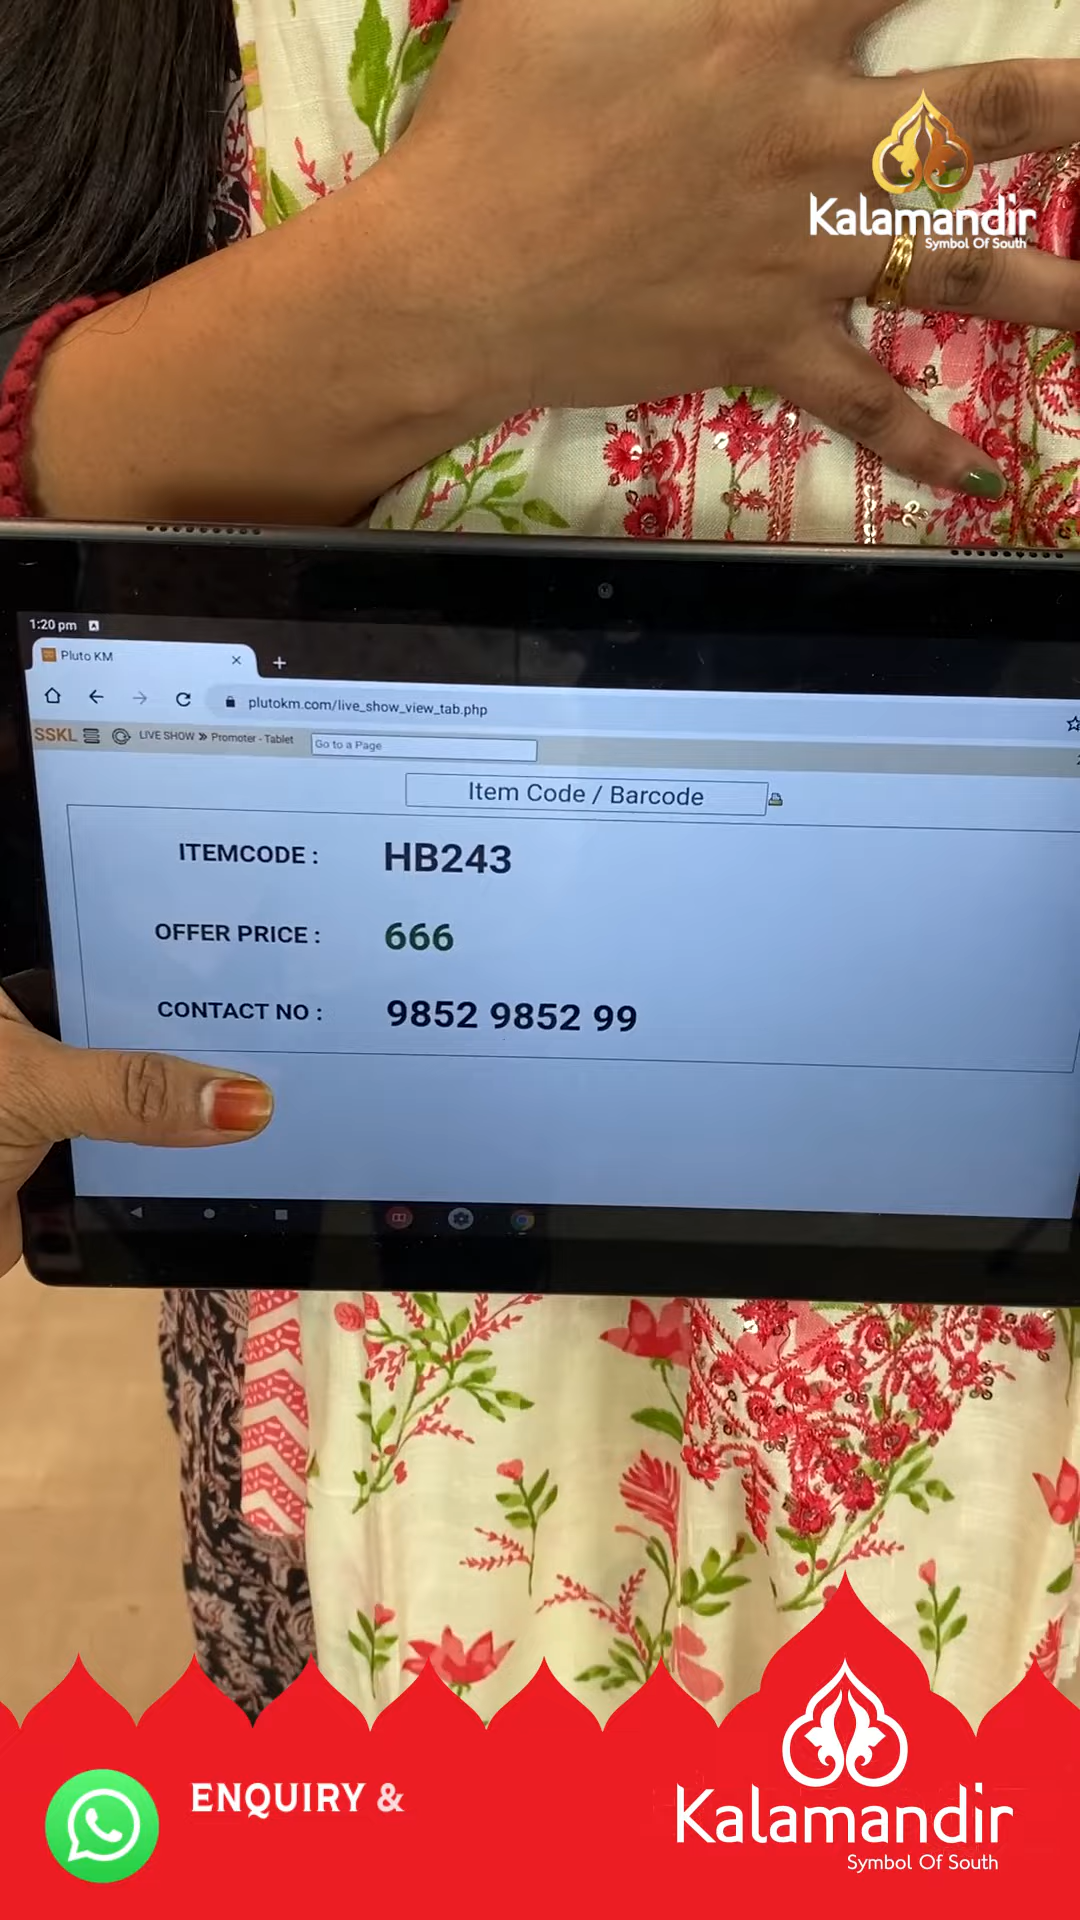 Kalamandir
Symbol Of South
1:20 pm
Pluto KM
plutokm.com/live_show_view_tab.php
SSKL
LIVE SHOW » Promoter - Tablet
Go to a Page
Item Code / Barcode
ITEMCODE : HB243
OFFER PRICE : 666
CONTACT NO : 9852 9852 99
ENQUIRY &
Kalamandir
Symbol Of South